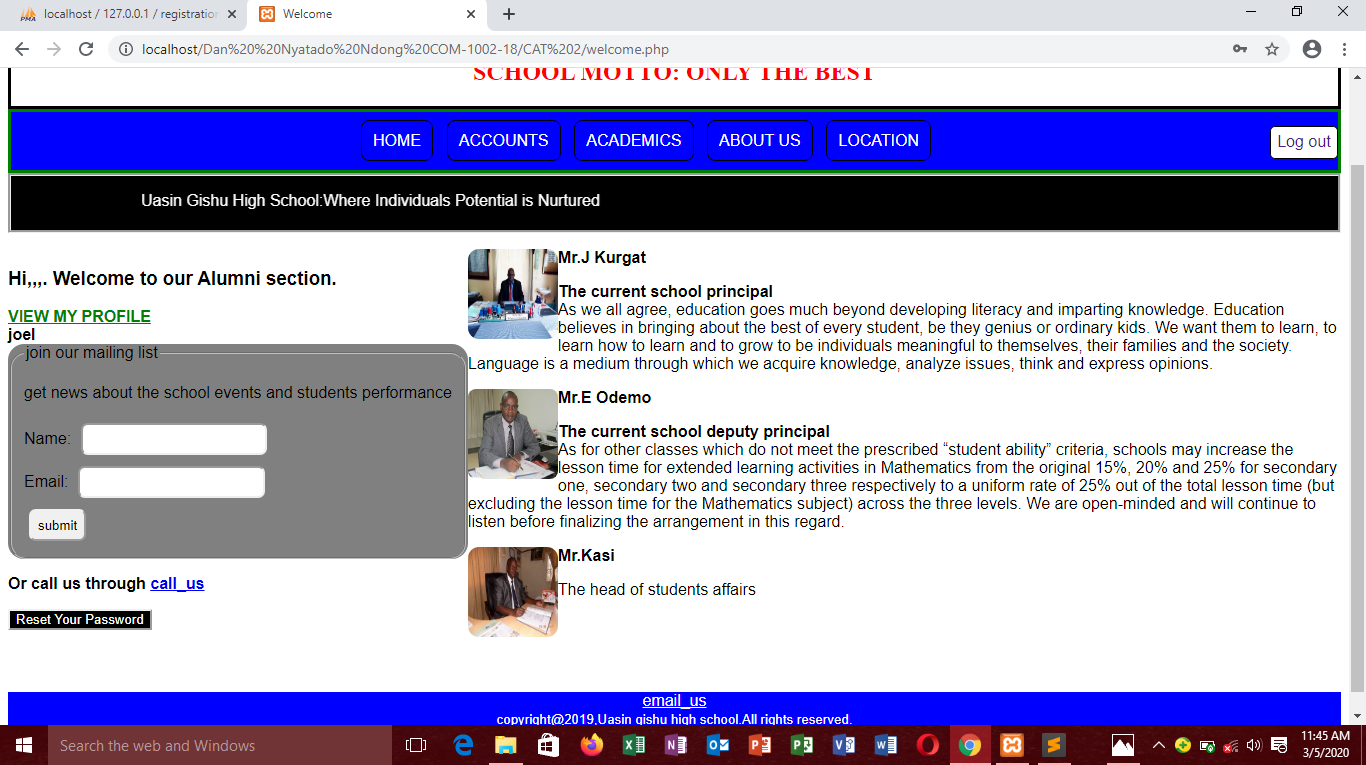 localhost / 127.0.0.1 / registration
Welcome
localhost/Dan%20%20Nyatado%20Ndong%20COM-1002-18/CAT%202/welcome.php
SCHOOL MOTTO: ONLY THE BEST
HOME ACCOUNTS ACADEMICS ABOUT US LOCATION Log out
Uasin Gishu High School:Where Individuals Potential is Nurtured
Hi,,,. Welcome to our Alumni section.
VIEW MY PROFILE
joel
join our mailing list
get news about the school events and students performance
Name:
Email:
submit
Or call us through call_us
Reset Your Password
Mr.J Kurgat
The current school principal
As we all agree, education goes much beyond developing literacy and imparting knowledge. Education
believes in bringing about the best of every student, be they genius or ordinary kids. We want them to learn, to
learn how to learn and to grow to be individuals meaningful to themselves, their families and the society.
Language is a medium through which we acquire knowledge, analyze issues, think and express opinions.
Mr.E Odemo
The current school deputy principal
As for other classes which do not meet the prescribed “student ability” criteria, schools may increase the
lesson time for extended learning activities in Mathematics from the original 15%, 20% and 25% for secondary
one, secondary two and secondary three respectively to a uniform rate of 25% out of the total lesson time (but
excluding the lesson time for the Mathematics subject) across the three levels. We are open-minded and will continue to
listen before finalizing the arrangement in this regard.
Mr.Kasi
The head of students affairs
email_us
copyright@2019,Uasin gishu high school.All rights reserved.
Search the web and Windows
11:45 AM
3/5/2020